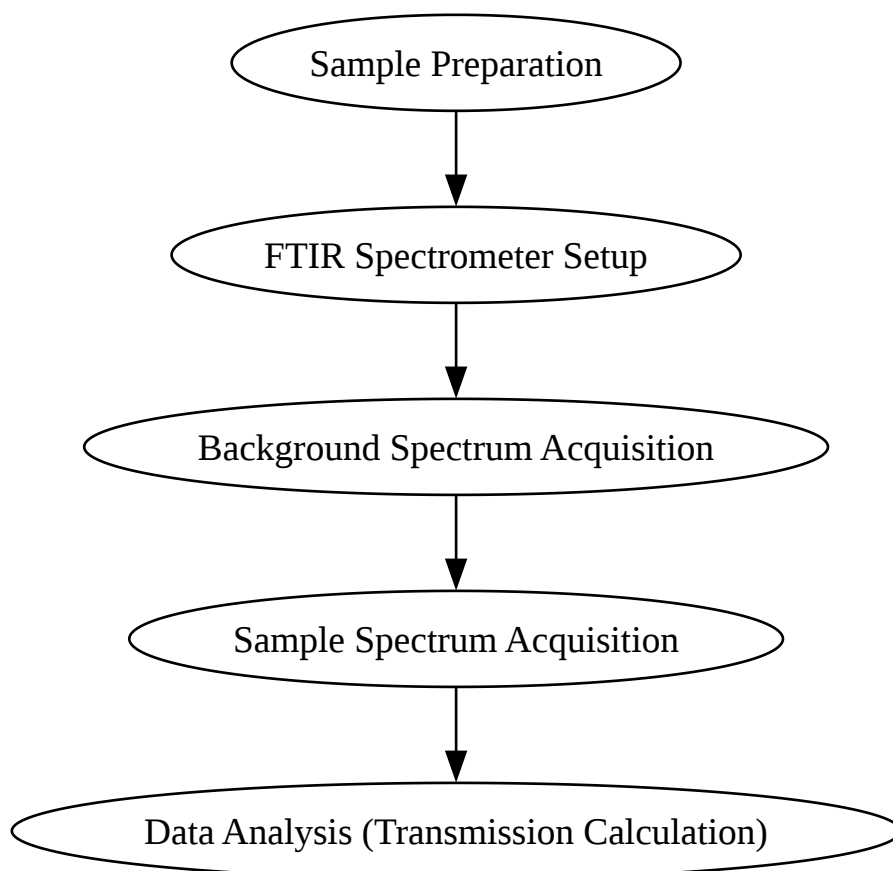 Sample Preparation
FTIR Spectrometer Setup
Background Spectrum Acquisition
Sample Spectrum Acquisition
Data Analysis (Transmission Calculation)